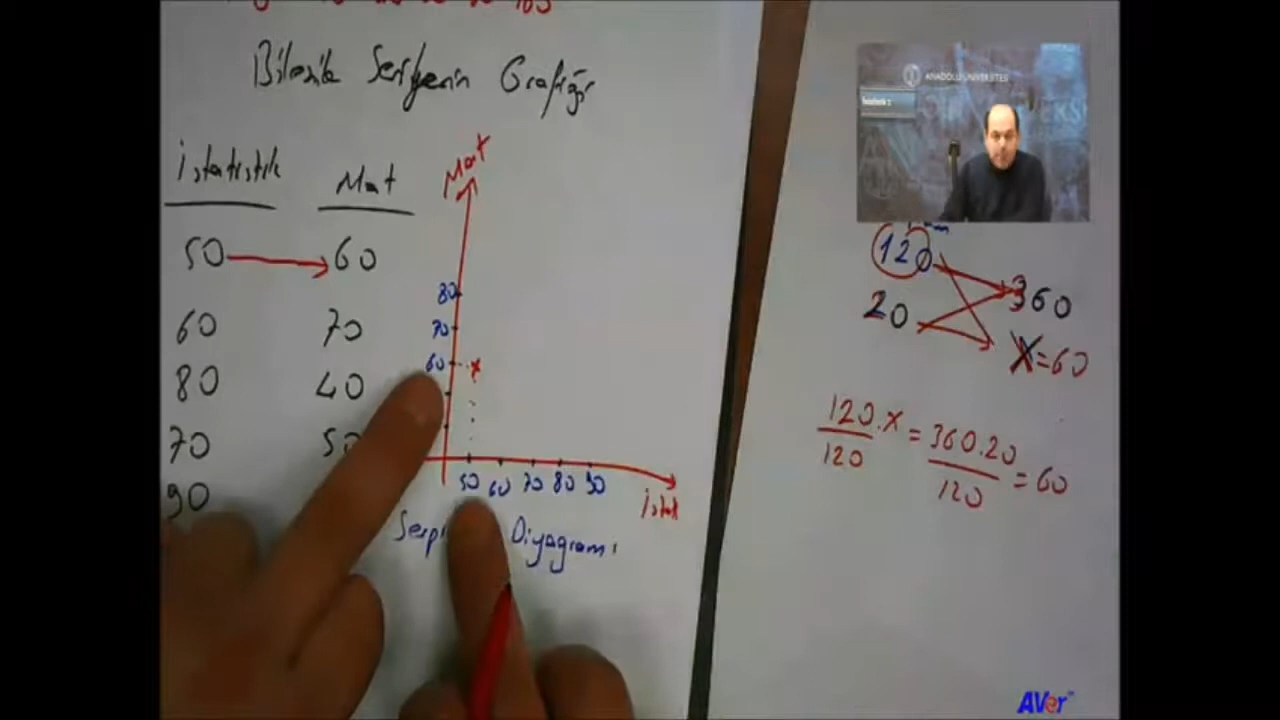 Bileşik Serilerin Grafiği
İstatistik Mat
50 60
60 70
80 40
70 50
90
Mat
80
70
60
50 60 70 80 90
İstat
Diyagramı
ANADOLU ÜNİVERSİTESİ
120 360
20 X=60
120.x = 360.20 = 60
120 120
AVer